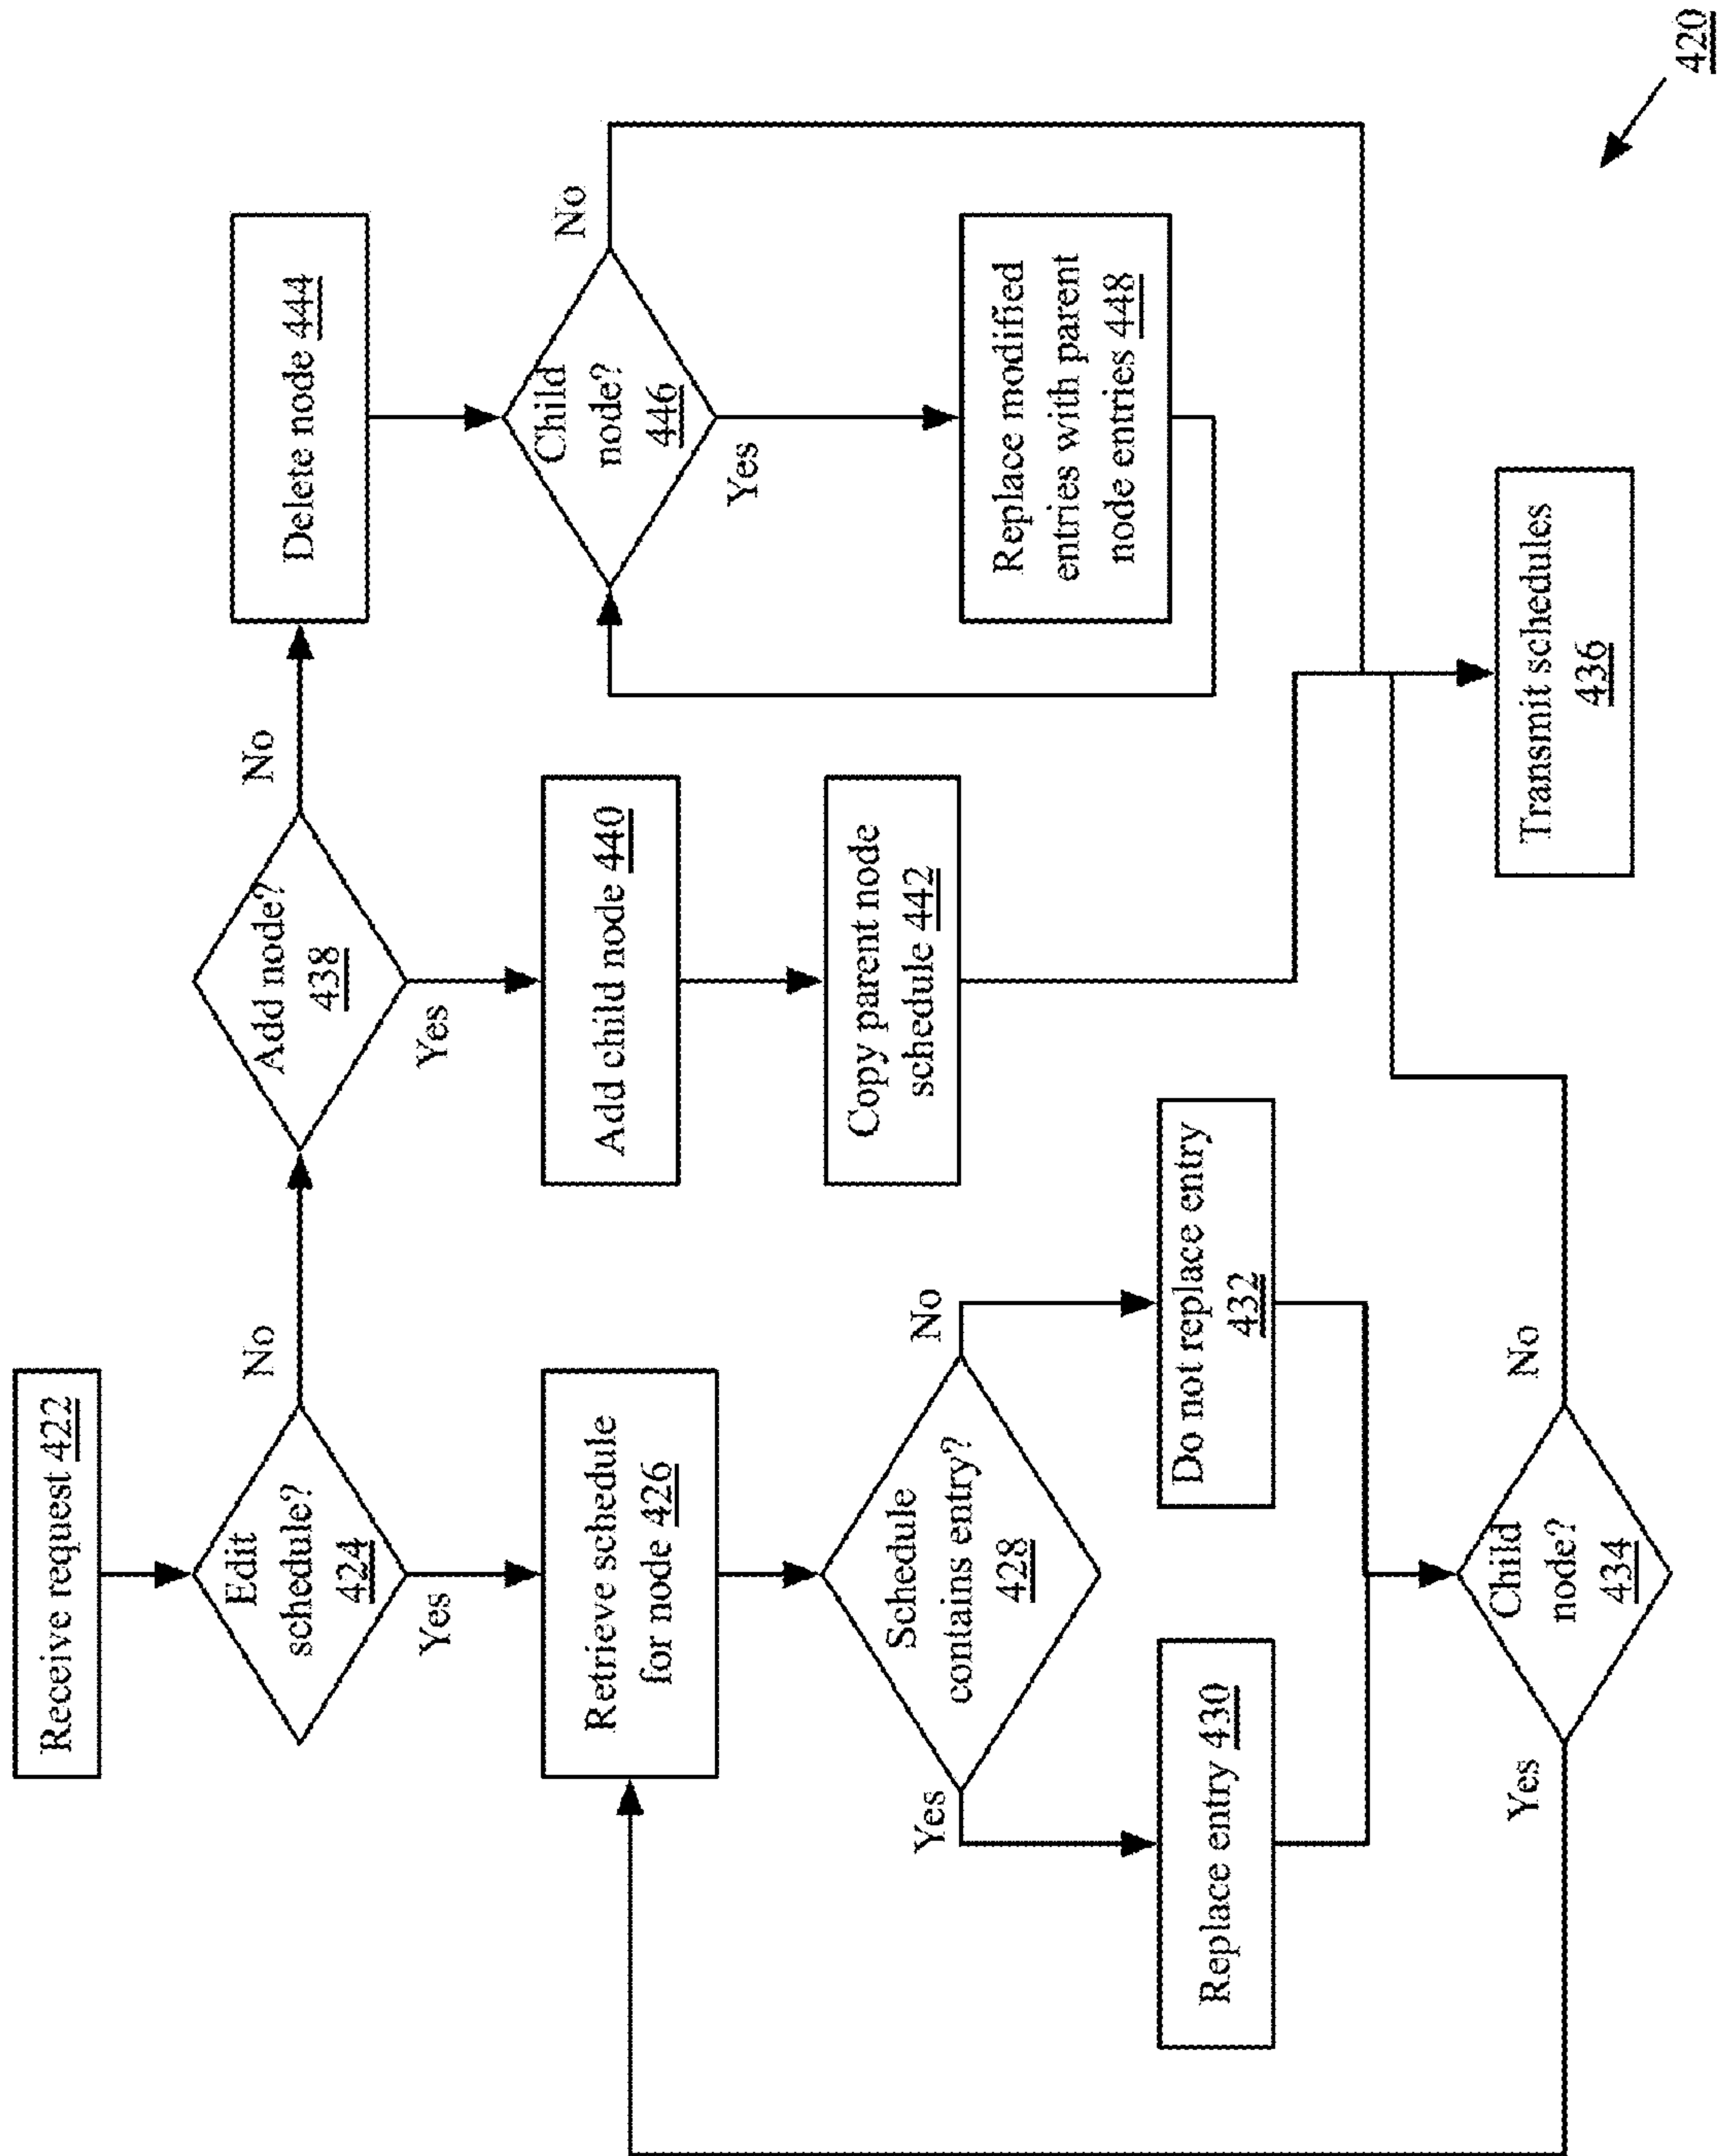 Receive request 422
Edit
schedule?
424
No
Yes
Add node?
438
No
Yes
Delete node 444
Retrieve schedule
for node 426
Add child node 440
Child
node?
446
No
Yes
Schedule
contains entry?
428
Yes
No
Copy parent node
schedule 442
Replace modified
entries with parent
node entries 448
Replace entry 430
Do not replace entry
432
Child
node?
434
Yes
No
Transmit schedules
436
420